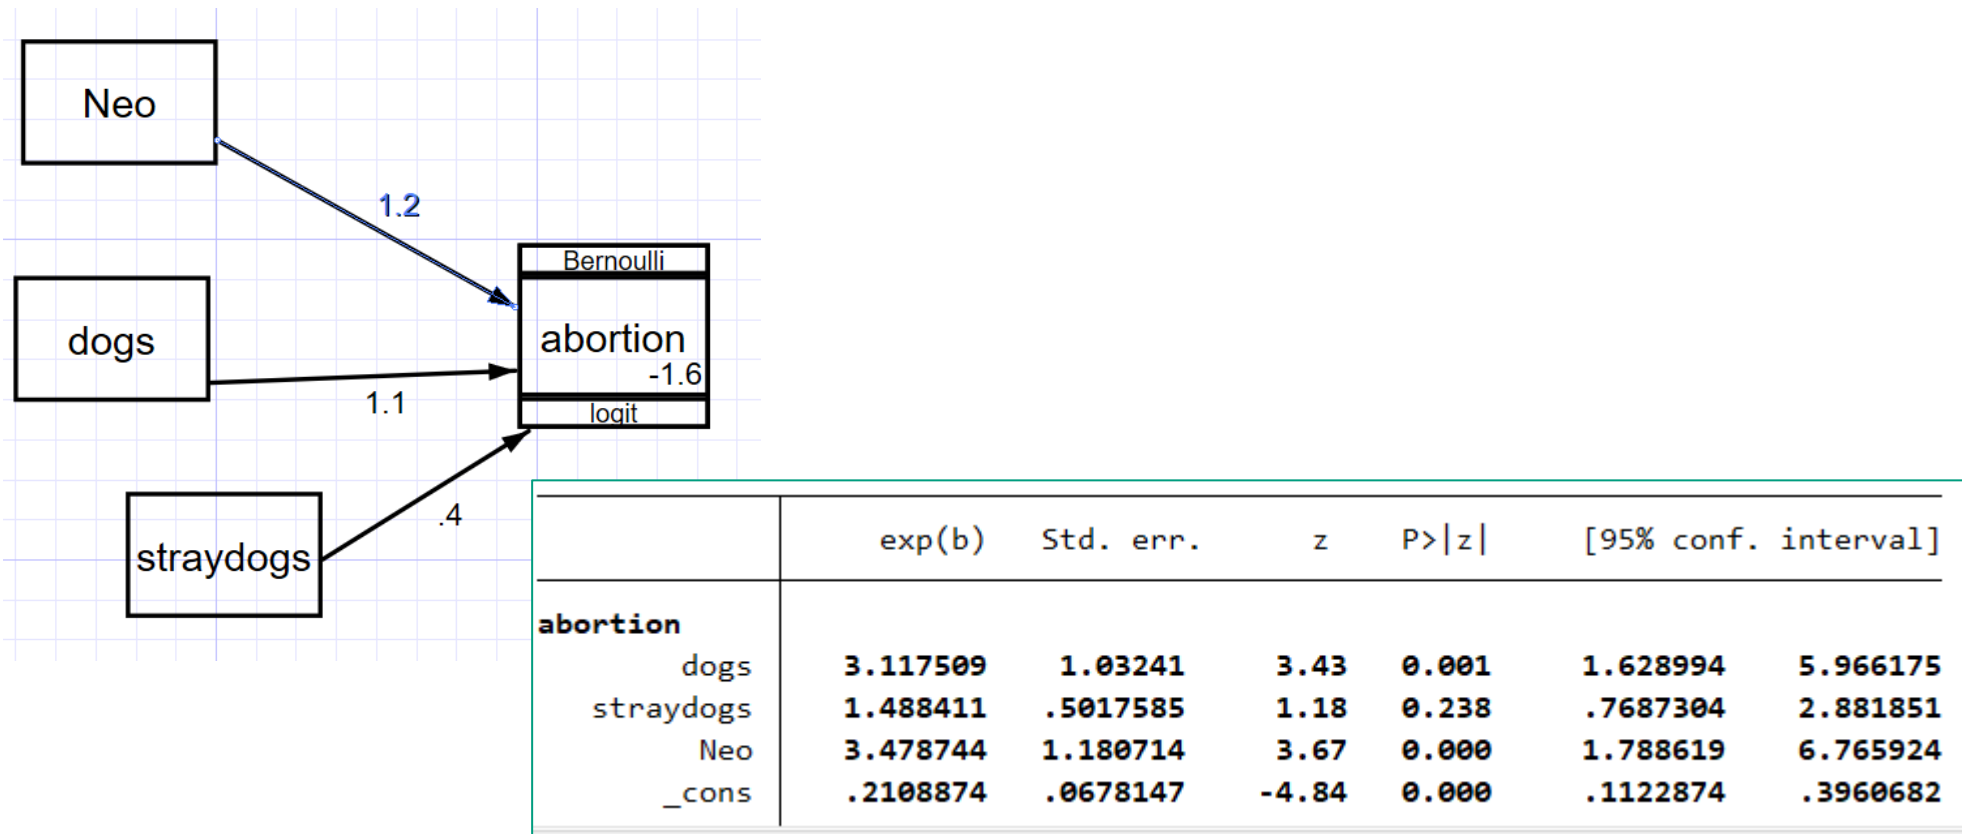 Neo
1.2
Bernoulli
dogs
abortion
-1.6
1.1
logit
.4
straydogs
exp(b) Std. err. z P>|z| [95% conf. interval]
abortion
dogs 3.117509 1.03241 3.43 0.001 1.628994 5.966175
straydogs 1.488411 .5017585 1.18 0.238 .7687304 2.881851
Neo 3.478744 1.180714 3.67 0.000 1.788619 6.765924
_cons .2108874 .0678147 -4.84 0.000 .1122874 .3960682